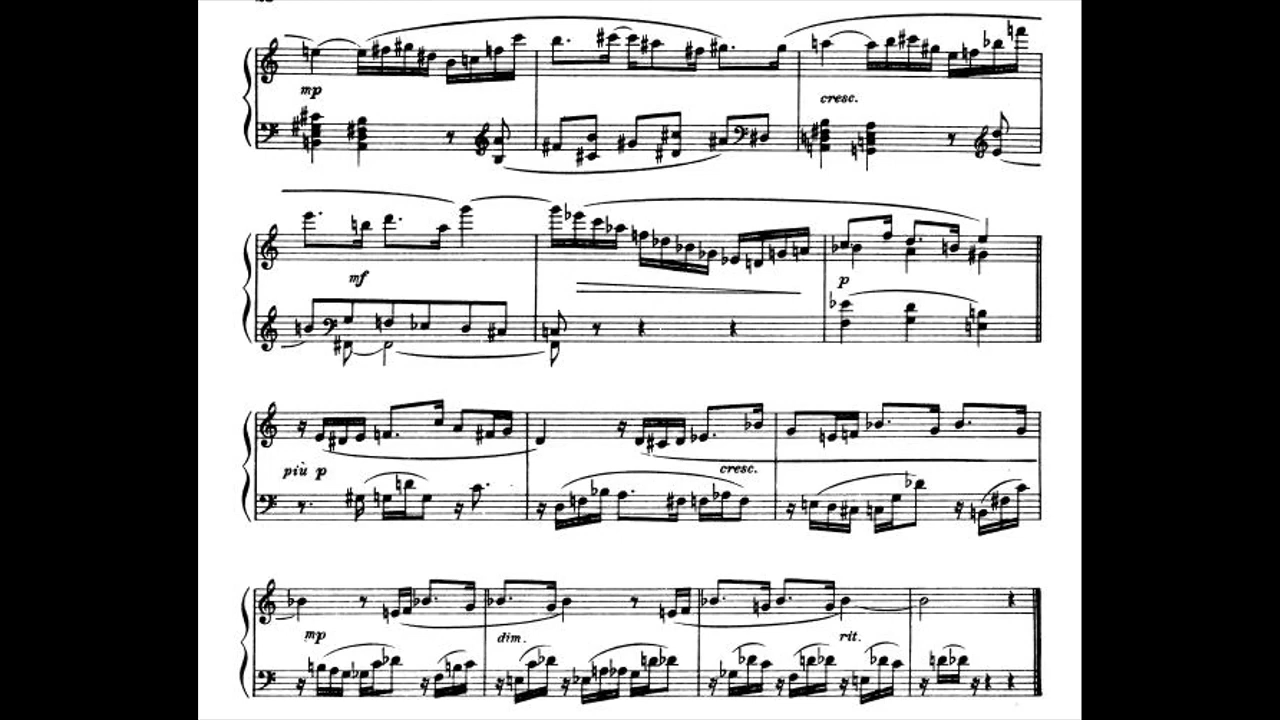 mp
cresc.
mf
p
più p
cresc.
mp
dim.
rit.